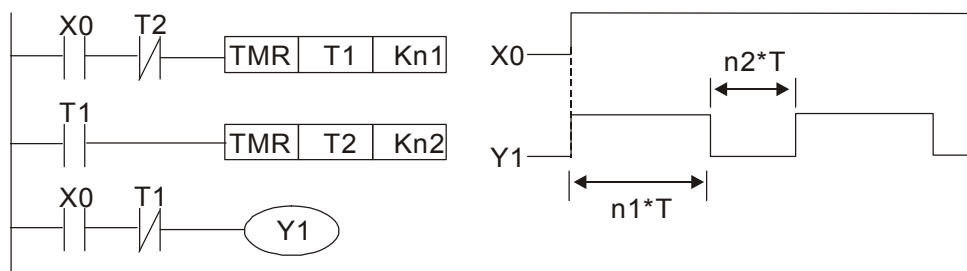 X0 T2
TMR T1 Kn1
T1
TMR T2 Kn2
X0 T1
Y1
X0
n2*T
Y1
n1*T